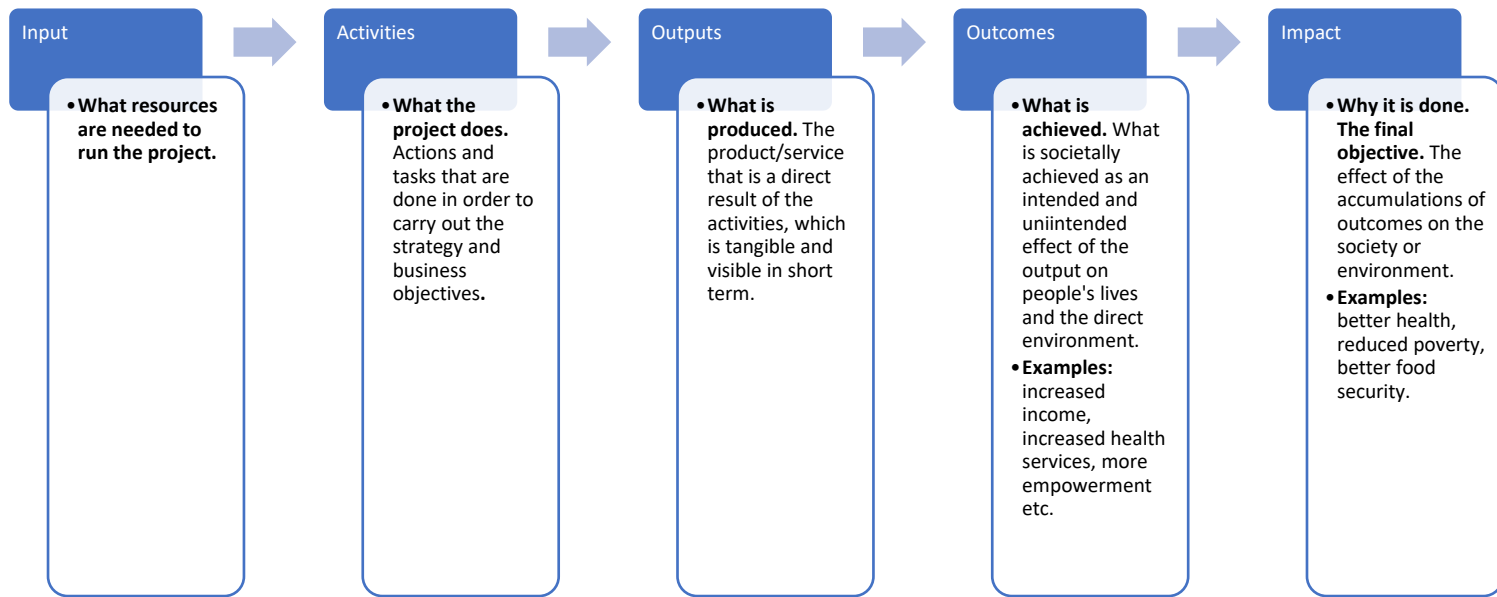 Input
•What resources
are needed to
run the project.
Activities
•What the
project does.
Actions and
tasks that are
done in order to
carry out the
strategy and
business
objectives.
Outputs
•What is
produced. The
product/service
that is a direct
result of the
activities, which
is tangible and
visible in short
term.
Outcomes
•What is
achieved. What
is societally
achieved as an
intended and
uniintended
effect of the
output on
people's lives
and the direct
environment.
•Examples:
increased
income,
increased health
services, more
empowerment
etc.
Impact
•Why it is done.
The final
objective. The
effect of the
accumulations of
outcomes on the
society or
environment.
•Examples:
better health,
reduced poverty,
better food
security.